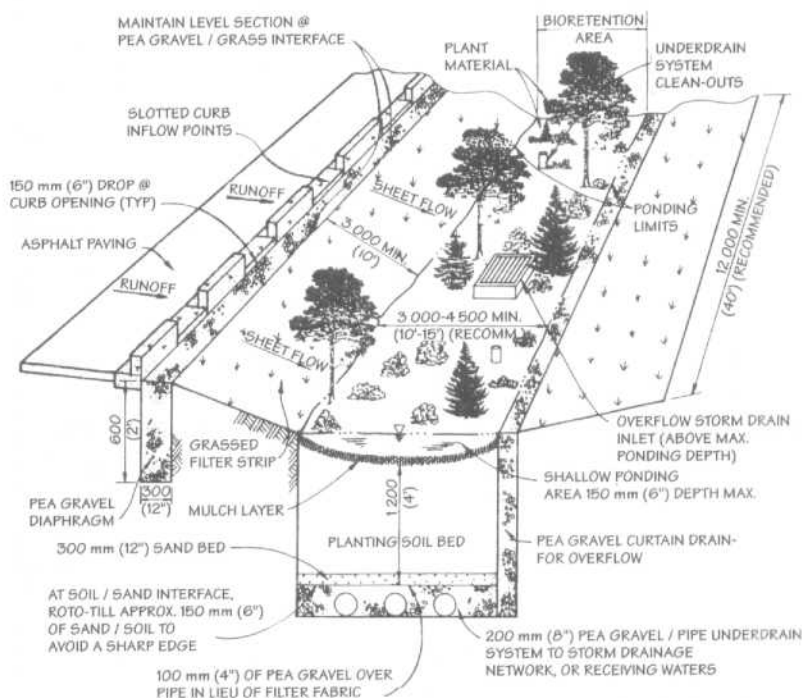 MAINTAIN LEVEL SECTION @
PEA GRAVEL / GRASS INTERFACE
BIORETENTION
AREA
PLANT
MATERIAL
UNDERDRAIN
SYSTEM
CLEAN-OUTS
SLOTTED CURB
INFLOW POINTS
150 mm (6") DROP @
CURB OPENING (TYP)
RUNOFF
SHEET FLOW
3 000 MIN.
(10')
PONDING
LIMITS
12 000 MIN.
(40') (RECOMMENDED)
ASPHALT PAVING
RUNOFF
SHEET FLOW
3 000-4 500 MIN.
(10'-15') (RECOMM.)
600
(2')
GRASSED
FILTER STRIP
OVERFLOW STORM DRAIN
INLET (ABOVE MAX.
PONDING DEPTH)
PEA GRAVEL
DIAPHRAGM
300
(12")
MULCH LAYER
1 200
(4')
SHALLOW PONDING
AREA 150 mm (6") DEPTH MAX.
300 mm (12") SAND BED
PLANTING SOIL BED
PEA GRAVEL CURTAIN DRAIN-
FOR OVERFLOW
AT SOIL / SAND INTERFACE,
ROTO-TILL APPROX. 150 mm (6")
OF SAND / SOIL TO
AVOID A SHARP EDGE
200 mm (8") PEA GRAVEL / PIPE UNDERDRAIN
SYSTEM TO STORM DRAINAGE
NETWORK, OR RECEIVING WATERS
100 mm (4") OF PEA GRAVEL OVER
PIPE IN LIEU OF FILTER FABRIC